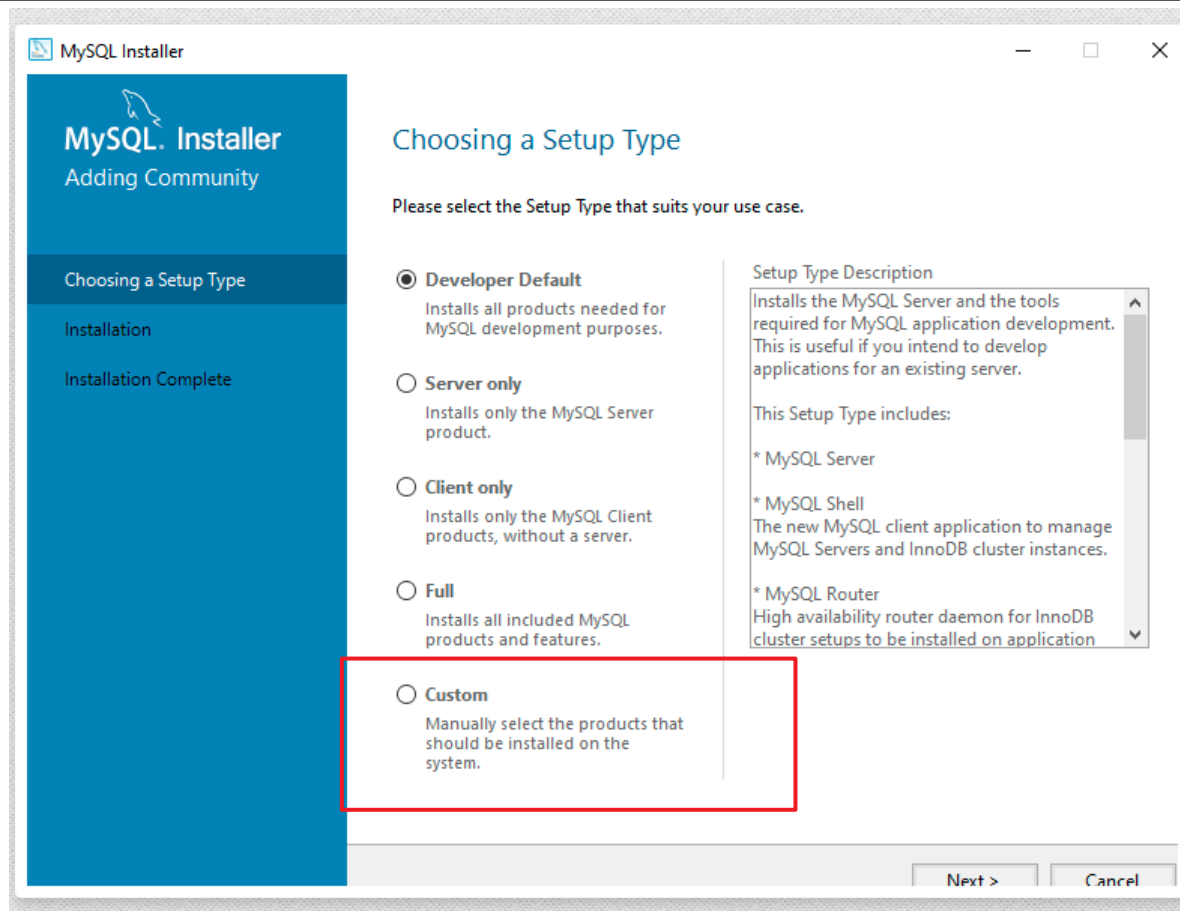 MySQL Installer
MySQL. Installer
Adding Community
Choosing a Setup Type
Installation
Installation Complete
Choosing a Setup Type
Please select the Setup Type that suits your use case.
Developer Default
Installs all products needed for
MySQL development purposes.
Server only
Installs only the MySQL Server
product.
Client only
Installs only the MySQL Client
products, without a server.
Full
Installs all included MySQL
products and features.
Custom
Manually select the products that
should be installed on the
system.
Setup Type Description
Installs the MySQL Server and the tools
required for MySQL application development.
This is useful if you intend to develop
applications for an existing server.
This Setup Type includes:
* MySQL Server
* MySQL Shell
The new MySQL client application to manage
MySQL Servers and InnoDB cluster instances.
* MySQL Router
High availability router daemon for InnoDB
cluster setups to be installed on application
Next >
Cancel